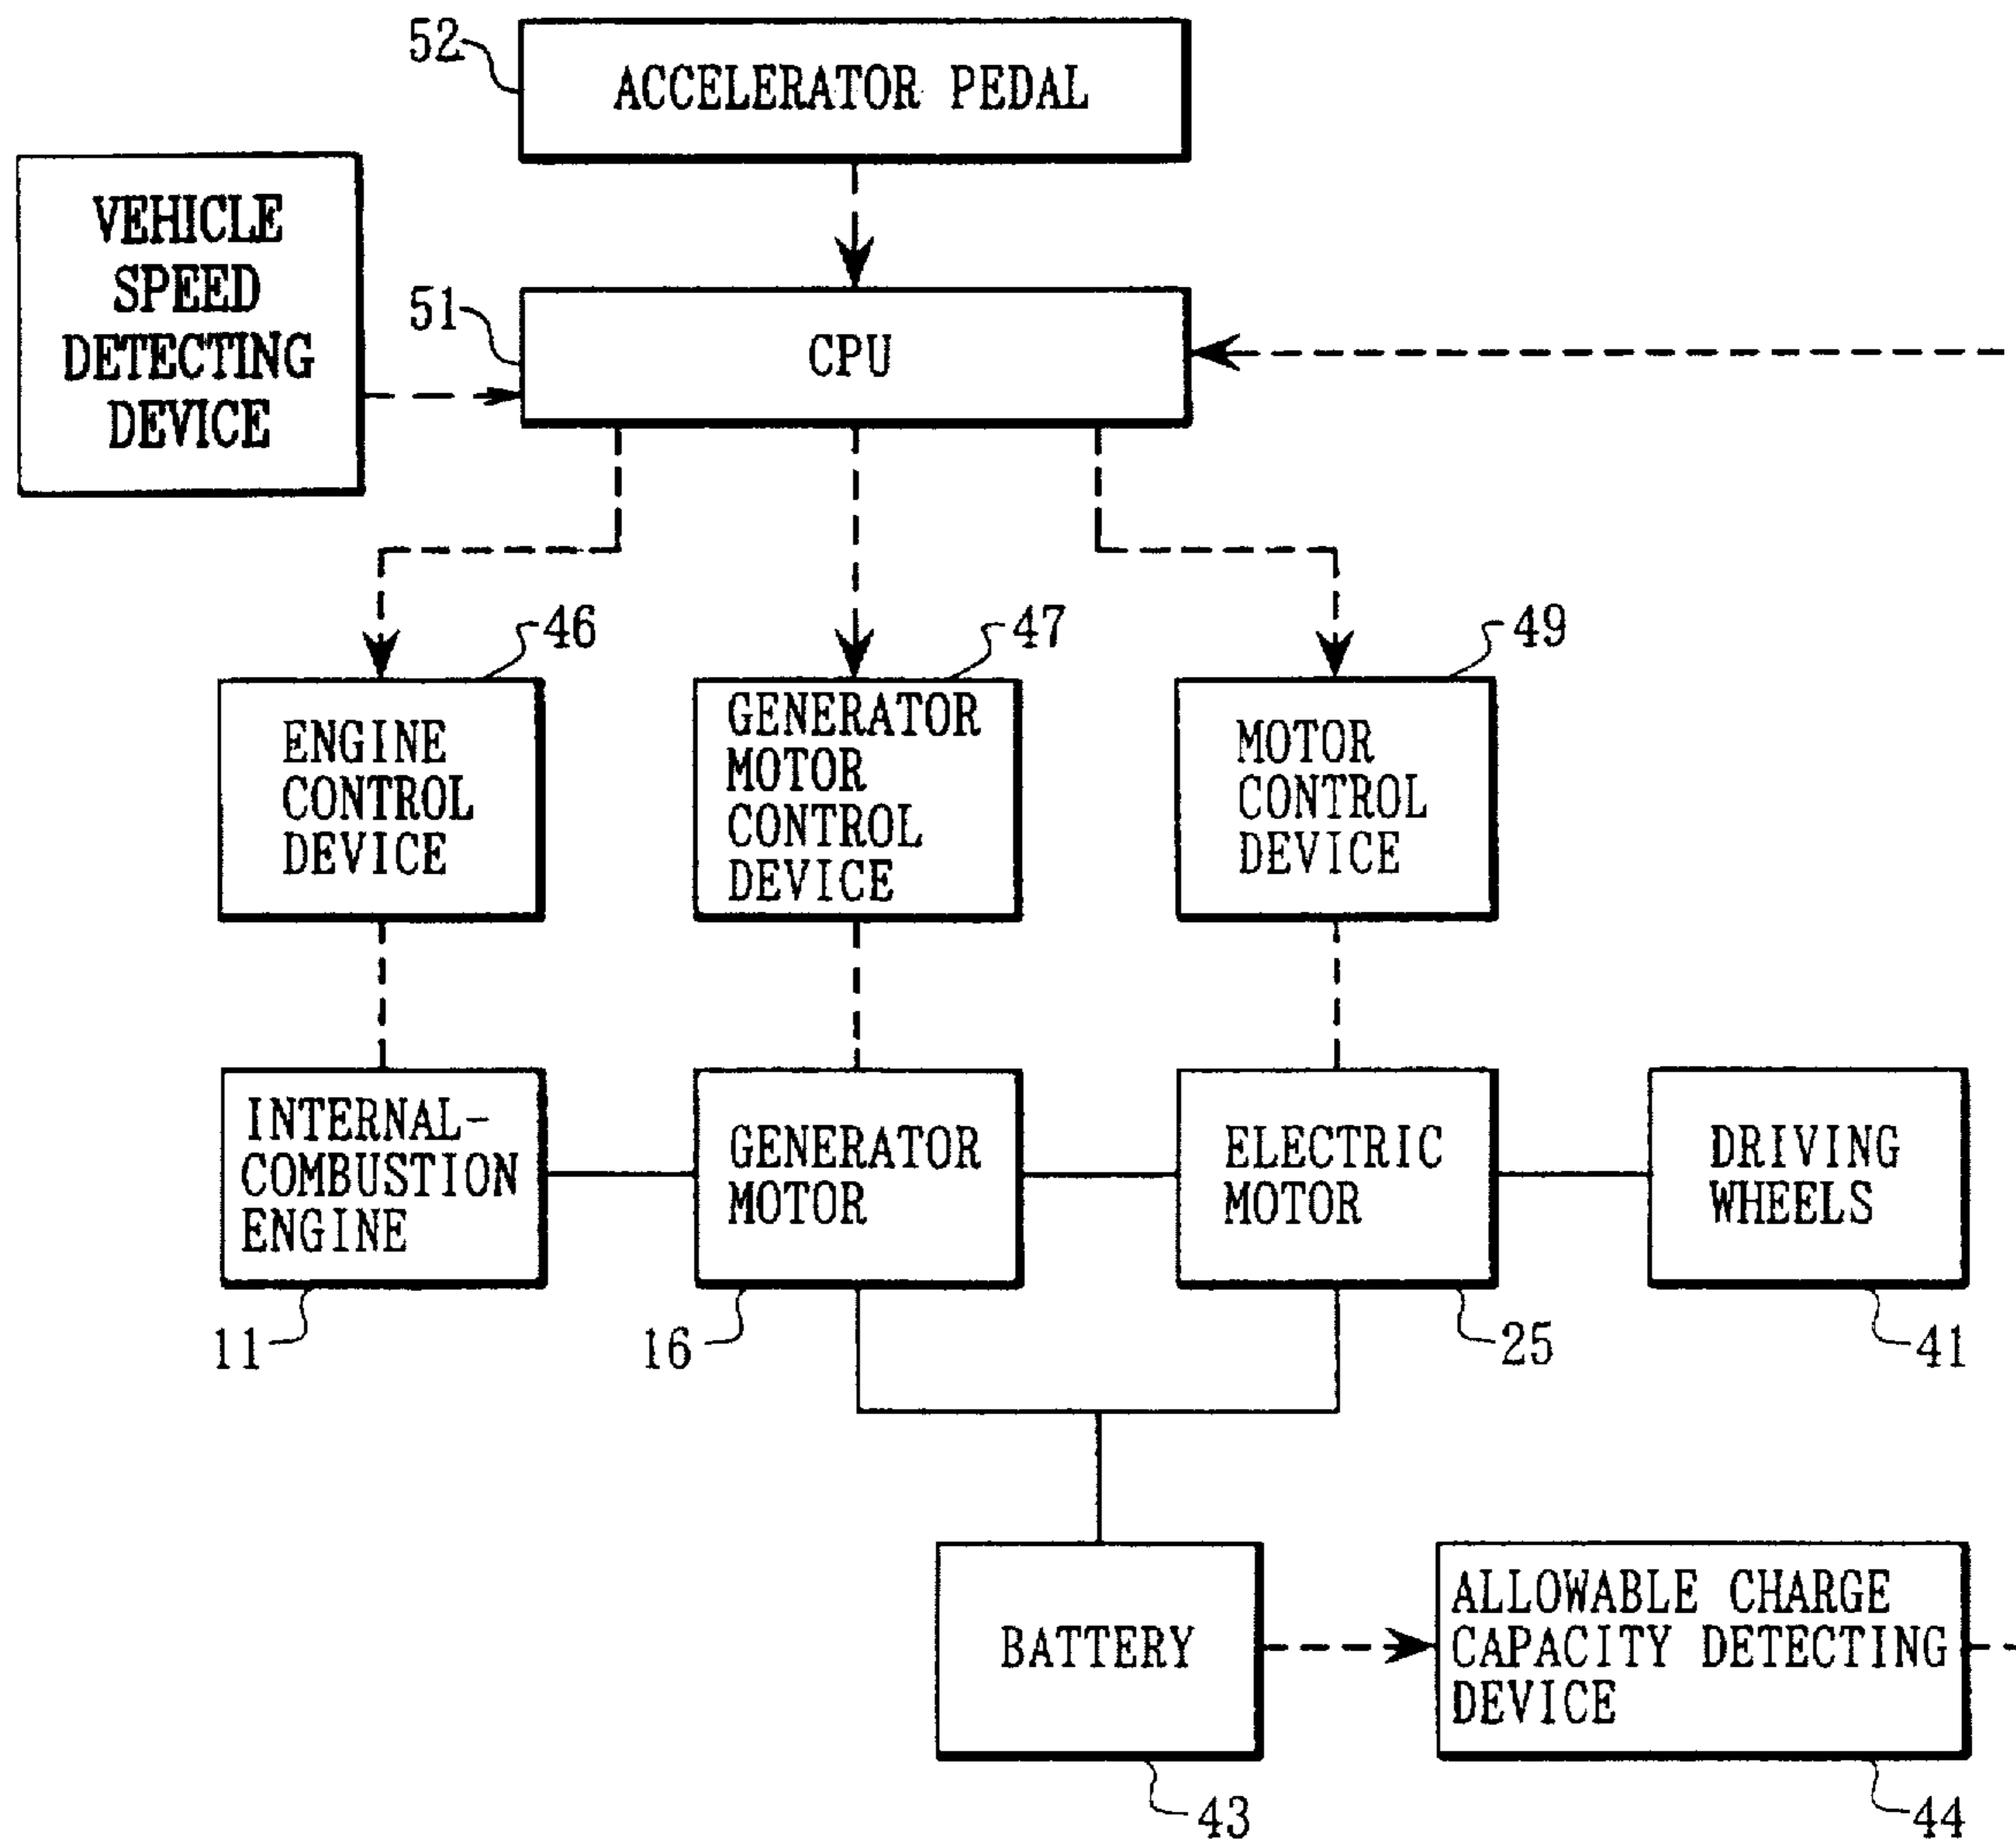 52
ACCELERATOR PEDAL
VEHICLE
SPEED
DETECTING
DEVICE
51
CPU
46
ENGINE
CONTROL
DEVICE
47
GENERATOR
MOTOR
CONTROL
DEVICE
49
MOTOR
CONTROL
DEVICE
INTERNAL-
COMBUSTION
ENGINE
11
GENERATOR
MOTOR
16
ELECTRIC
MOTOR
25
DRIVING
WHEELS
41
BATTERY
43
ALLOWABLE CHARGE
CAPACITY DETECTING
DEVICE
44